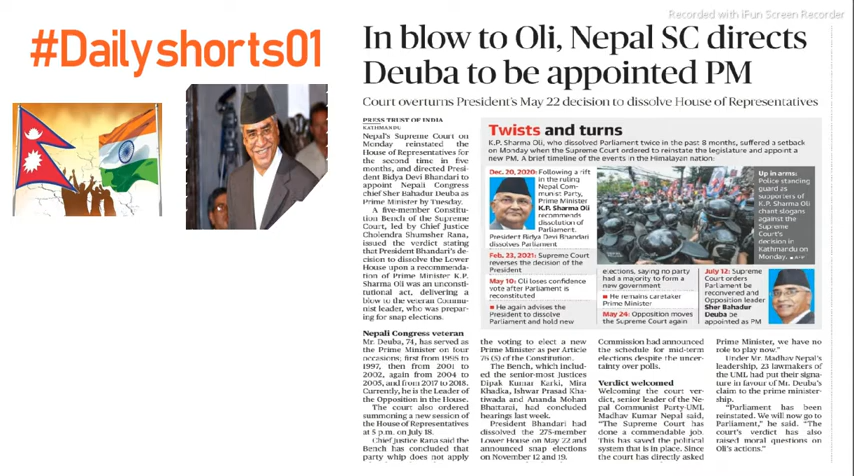 Recorded with iFun Screen Recorder
#Dailyshorts01
In blow to Oli, Nepal SC directs
Deuba to be appointed PM
Court overturns President's May 22 decision to dissolve House of Representatives
PRESS TRUST OF INDIA
KATHMANDU
Nepal's Supreme Court on
Monday reinstated the
House of Representatives for
the second time in five
months, and directed Presi-
dent Bidya Devi Bhandari to
appoint Nepali Congress
chief Sher Bahadur Deuba as
Prime Minister by Tuesday.
A five-member Constitu-
tion Bench of the Supreme
Court, led by Chief Justice
Cholendra Shumsher Rana,
issued the verdict stating
that President Bhandari's de-
cision to dissolve the Lower
House upon a recommenda-
tion of Prime Minister K.P.
Sharma Oli was an unconsti-
tutional act, delivering a
blow to the veteran Commu-
nist leader, who was prepar-
ing for snap elections.
Nepali Congress veteran
Mr. Deuba, 74, has served as
the Prime Minister on four
occasions; first from 1995 to
1997, then from 2001 to
2002, again from 2004 to
2005, and from 2017 to 2018.
Currently, he is the Leader of
the Opposition in the House.
The court also ordered
summoning a new session of
the House of Representatives
at 5 p.m. on July 18.
Chief Justice Rana said the
Bench has concluded that
party whip does not apply
Twists and turns
K.P. Sharma Oli, who dissolved Parliament twice in the past 8 months, suffered a setback
on Monday when the Supreme Court ordered to reinstate the legislature and appoint a
new PM. A brief timeline of the events in the Himalayan nation:
Dec. 20, 2020: Following a rift
in the ruling
Nepal Com-
munist Party,
Prime Minister
K.P. Sharma Oli
recommends
dissolution of
Parliament.
President Bidya Devi Bhandari
dissolves Parliament
Feb. 23, 2021: Supreme Court
reverses the decision of the
President
May 10: Oli loses confidence
vote after Parliament is
reconstituted
He again advises the
President to dissolve
Parliament and hold new
elections, saying no party
had a majority to form a
new government
He remains caretaker
Prime Minister
May 24: Opposition moves
the Supreme Court again
July 12: Supreme
Court orders
Parliament be
reconvened and
Opposition leader
Sher Bahadur
Deuba be
appointed as PM
Up in arms:
Police standing
guard as
supporters of
K.P. Sharma Oli
chant slogans
against the
Supreme
Court's
decision in
Kathmandu on
Monday. AFP
the voting to elect a new
Prime Minister as per Article
76 (5) of the Constitution.
The Bench, which included
the senior-most Justices
Dipak Kumar Karki, Mira
Khadka, Ishwar Prasad Kha-
tiwada and Ananda Mohan
Bhattarai, had concluded
hearings last week.
President Bhandari had
dissolved the 275-member
Lower House on May 22 and
announced snap elections
on November 12 and 19.
Commission had announced
the schedule for mid-term
elections despite the uncer-
tainty over polls.
Verdict welcomed
Welcoming the court ver-
dict, senior leader of the
Nepal Communist Party-UML
Madhav Kumar Nepal said,
"The Supreme Court has
done a commendable job.
This has saved the political
system that is in place. Since
the court has directly asked
Prime Minister, we have no
role to play now."
Under Mr. Madhav Nepal's
leadership, 23 lawmakers of
the UML had put their signa-
ture in favour of Mr. Deuba's
claim to the prime minister-
ship.
"Parliament has been
reinstated. We will now go to
Parliament," he said. "The
court's verdict has also
raised moral questions on
Oli's actions."